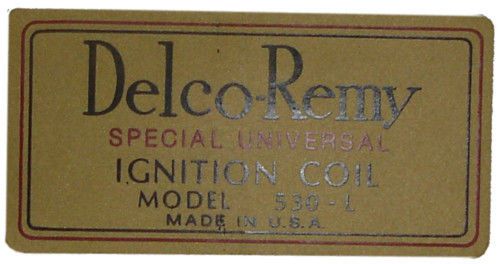 Delco-Remy
SPECIAL UNIVERSAL
IGNITION COIL
MODEL 530-L
MADE IN U.S.A.